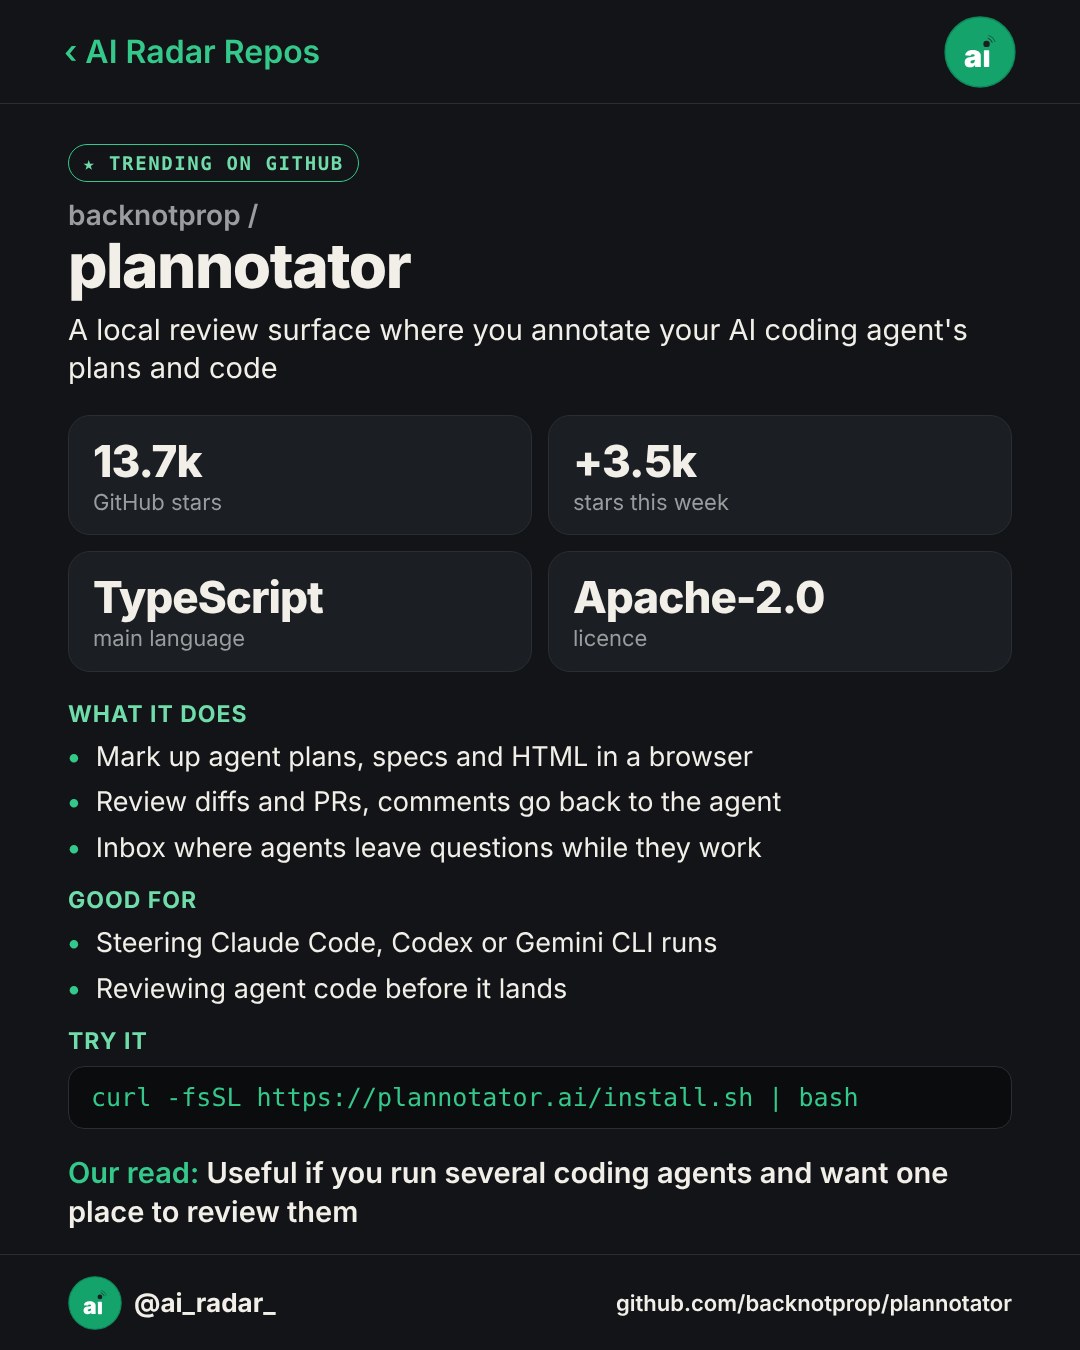 ‹ AI Radar Repos
ai
★ TRENDING ON GITHUB
backnotprop /
plannotator
A local review surface where you annotate your AI coding agent's
plans and code
13.7k
GitHub stars
+3.5k
stars this week
TypeScript
main language
Apache-2.0
licence
WHAT IT DOES
• Mark up agent plans, specs and HTML in a browser
• Review diffs and PRs, comments go back to the agent
• Inbox where agents leave questions while they work
GOOD FOR
• Steering Claude Code, Codex or Gemini CLI runs
• Reviewing agent code before it lands
TRY IT
curl -fsSL https://plannotator.ai/install.sh | bash
Our read: Useful if you run several coding agents and want one
place to review them
ai
@ai_radar_
github.com/backnotprop/plannotator